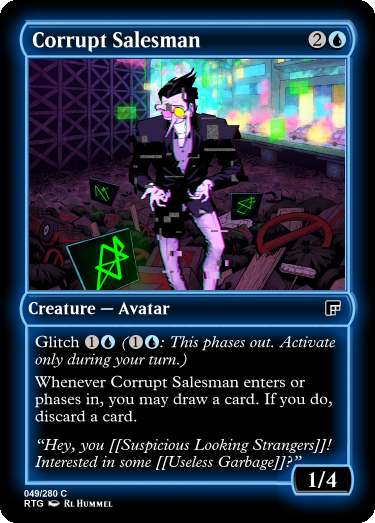 Corrupt Salesman 2
Creature — Avatar
Glitch 1 (1: This phases out. Activate
only during your turn.)
Whenever Corrupt Salesman enters or
phases in, you may draw a card. If you do,
discard a card.
“Hey, you [[Suspicious Looking Strangers]]!
Interested in some [[Useless Garbage]]?”
1/4
049/280 C
RTG RL HUMMEL